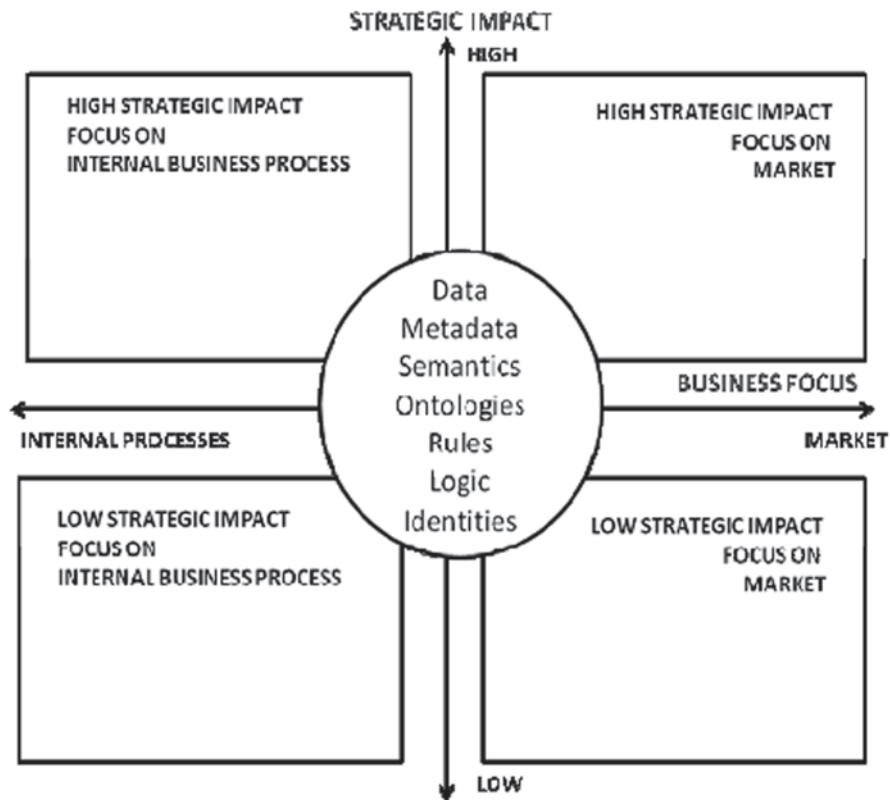 STRATEGIC IMPACT
HIGH
HIGH STRATEGIC IMPACT
FOCUS ON
INTERNAL BUSINESS PROCESS
HIGH STRATEGIC IMPACT
FOCUS ON
MARKET
Data
Metadata
Semantics
Ontologies
Rules
Logic
Identities
BUSINESS FOCUS
INTERNAL PROCESSES
MARKET
LOW STRATEGIC IMPACT
FOCUS ON
INTERNAL BUSINESS PROCESS
LOW STRATEGIC IMPACT
FOCUS ON
MARKET
LOW